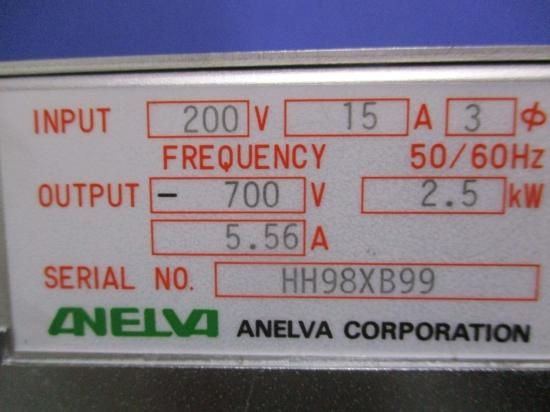 INPUT 200 V 15 A 3 ϕ
FREQUENCY 50/60Hz
OUTPUT - 700 V 2.5 kW
5.56 A
SERIAL NO. HH98XB99
ANELVA ANELVA CORPORATION